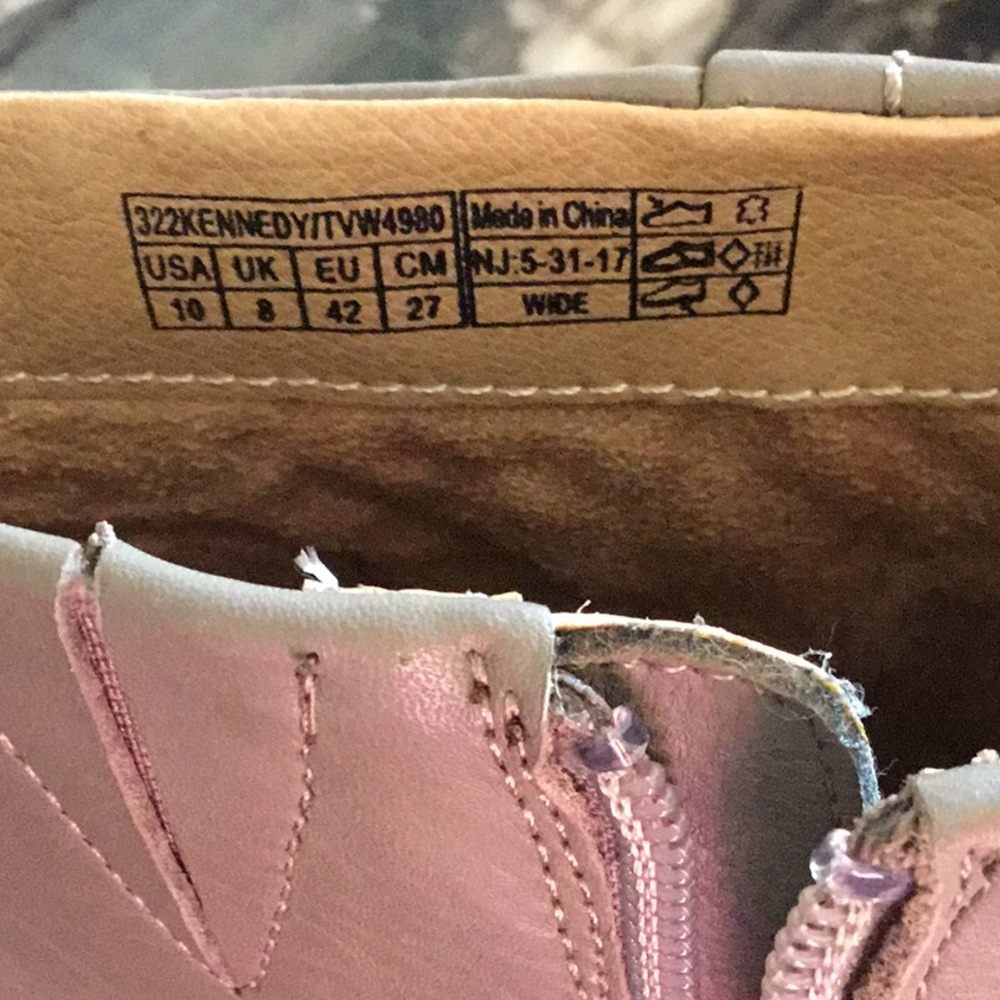 322KENNEDY/TVW4980
USA UK EU CM
10 8 42 27
Made in China
NJ:5-31-17
WIDE